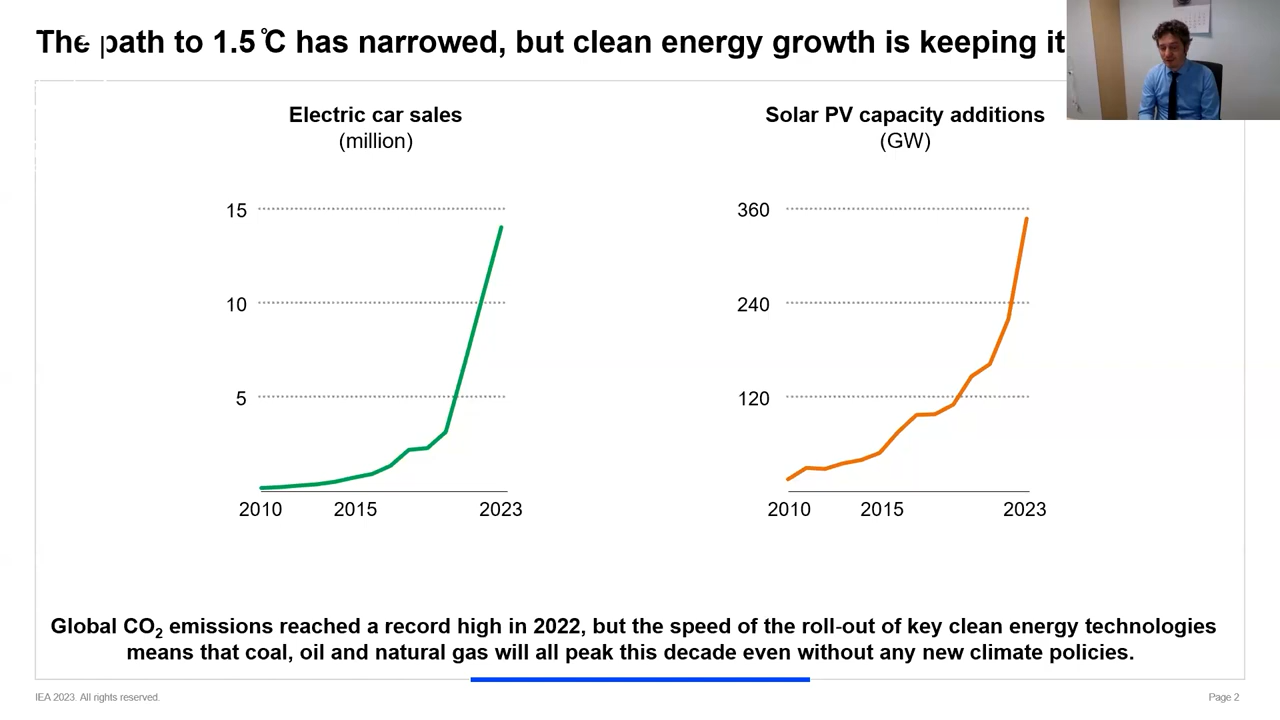 The path to 1.5 °C has narrowed, but clean energy growth is keeping it
Electric car sales
(million)
15
10
5
2010 2015 2023
Solar PV capacity additions
(GW)
360
240
120
2010 2015 2023
Global CO₂ emissions reached a record high in 2022, but the speed of the roll-out of key clean energy technologies
means that coal, oil and natural gas will all peak this decade even without any new climate policies.
IEA 2023. All rights reserved.
Page 2